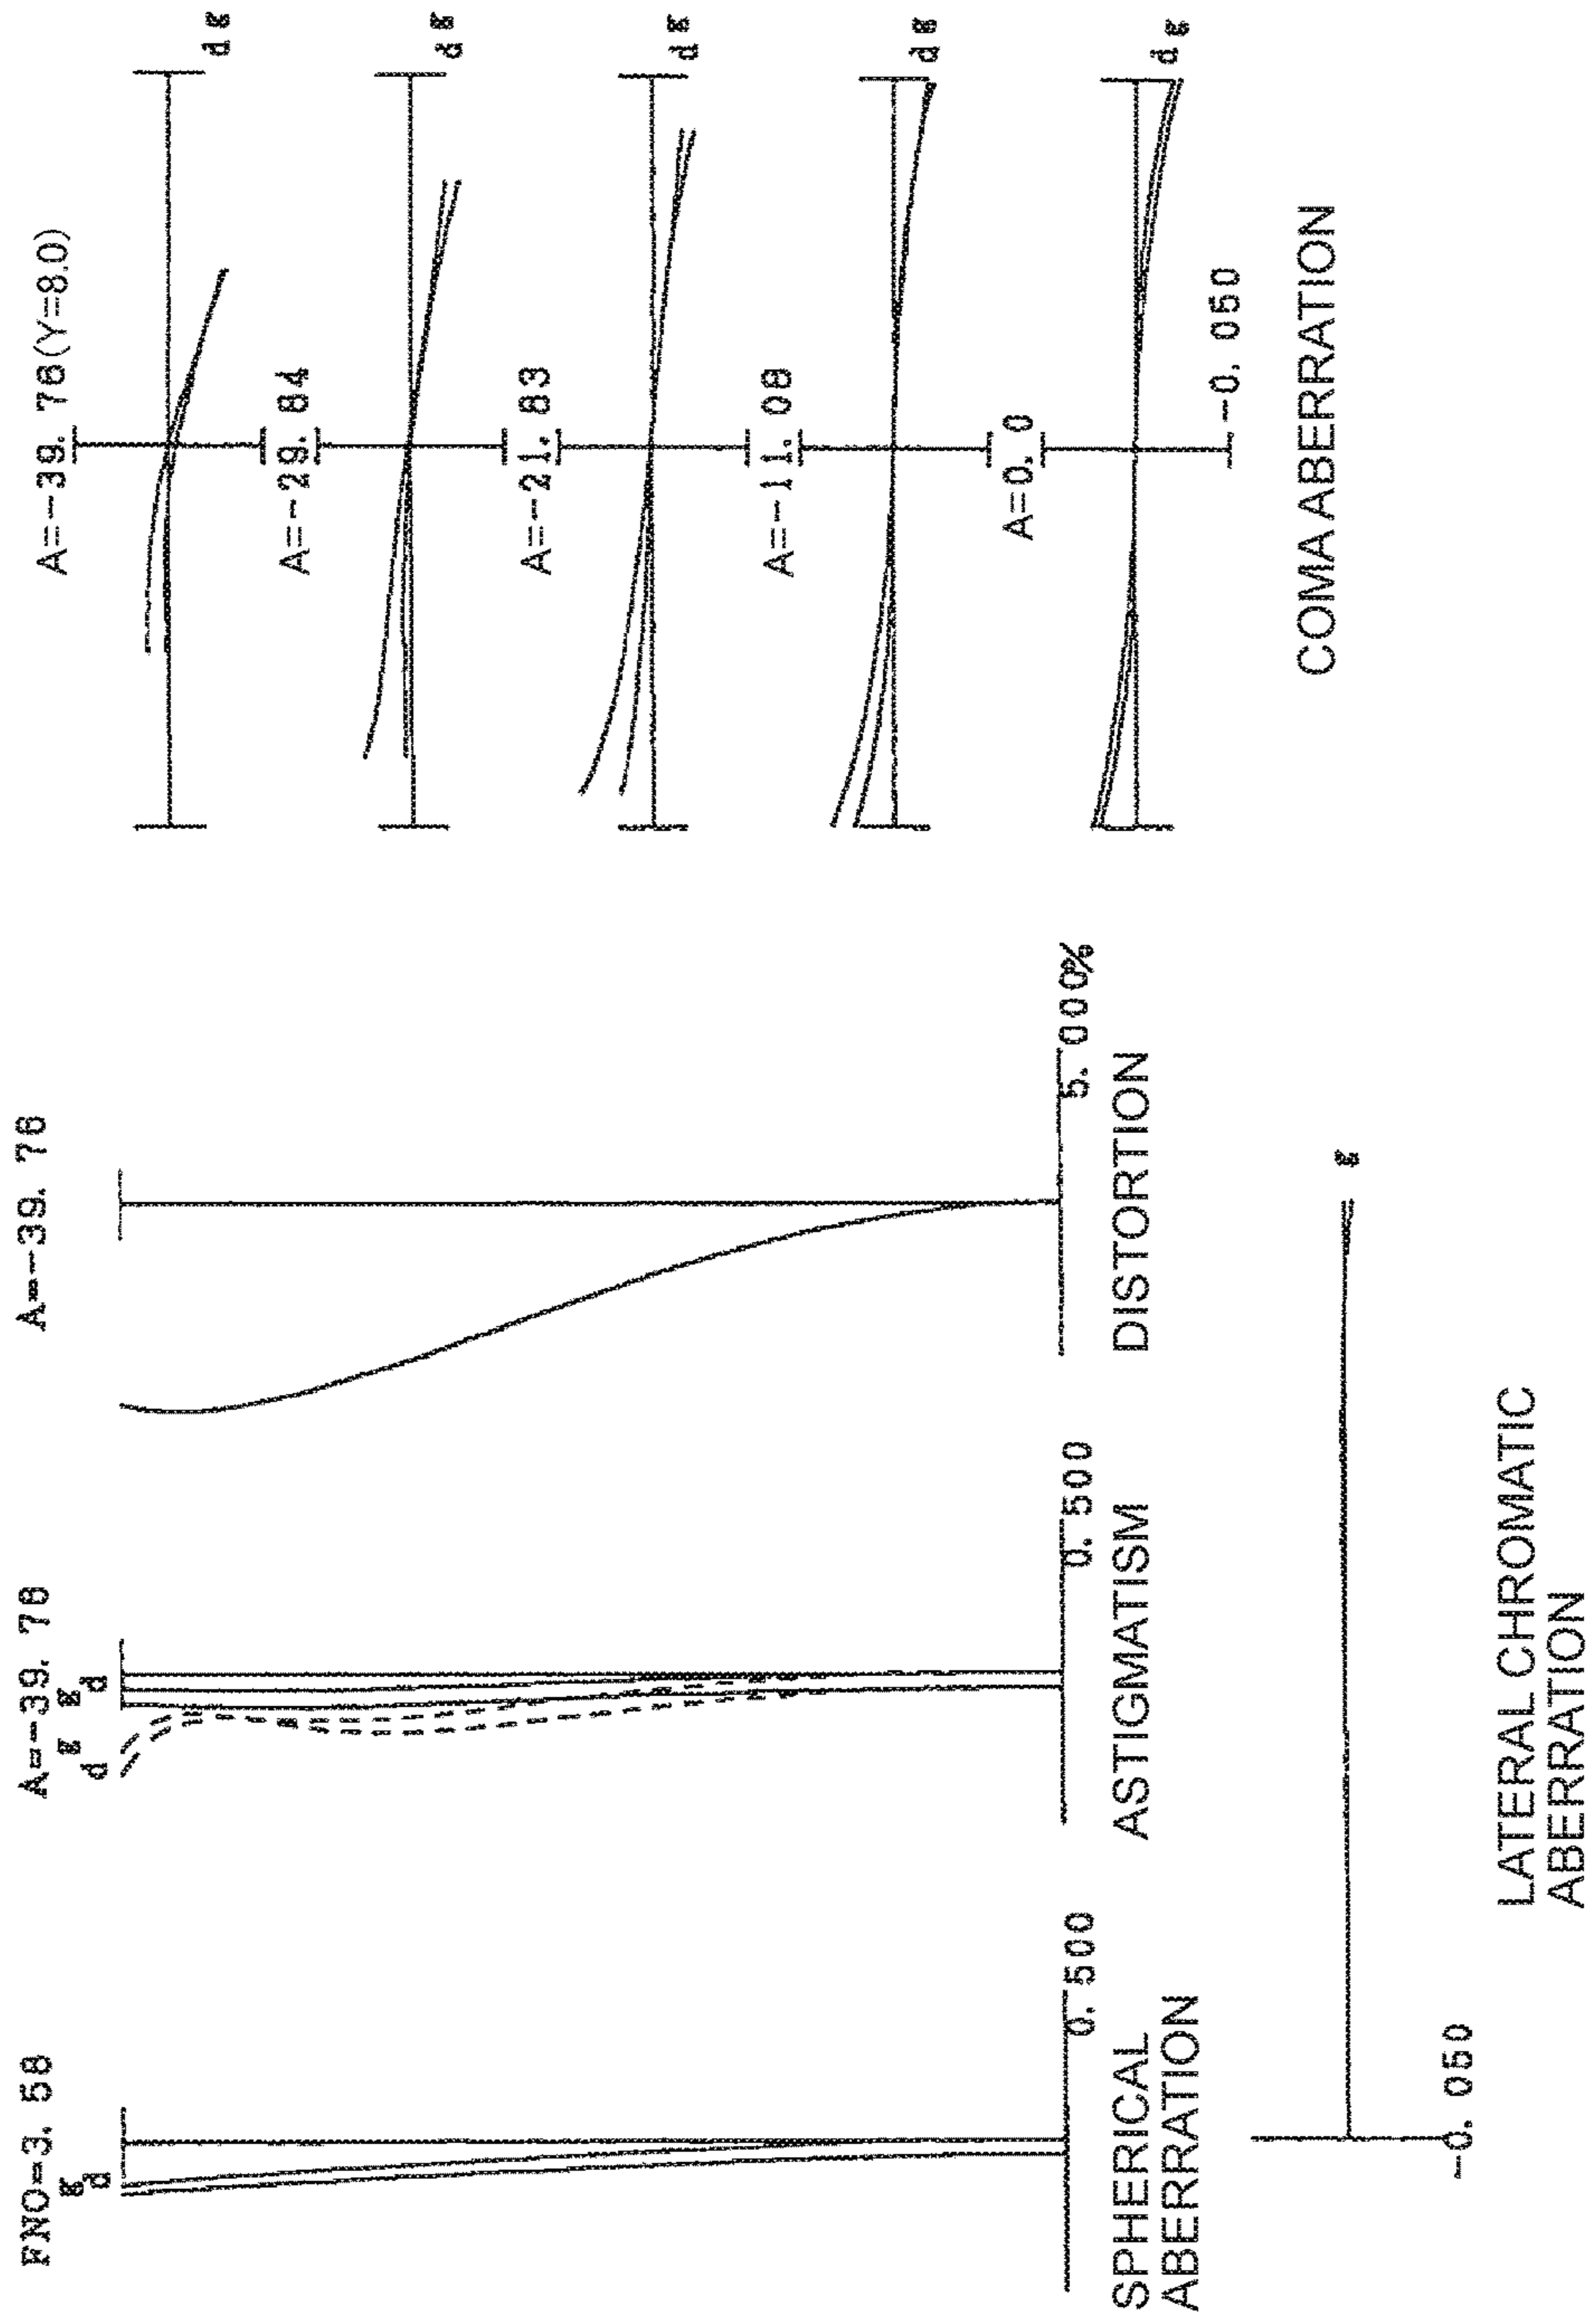 FNO=3. 58
g
d
0. 500
SPHERICAL
ABERRATION
A=-39. 76
g
d
g
d
0. 500
ASTIGMATISM
A=-39. 76
5. 000%
DISTORTION
g
-0. 050
LATERAL CHROMATIC
ABERRATION
A=-39. 76(Y=8.0)
d g
A=-29. 84
d g
A=-21. 83
d g
A=-11. 08
d g
A=0. 0
d g
-0. 050
COMA ABERRATION